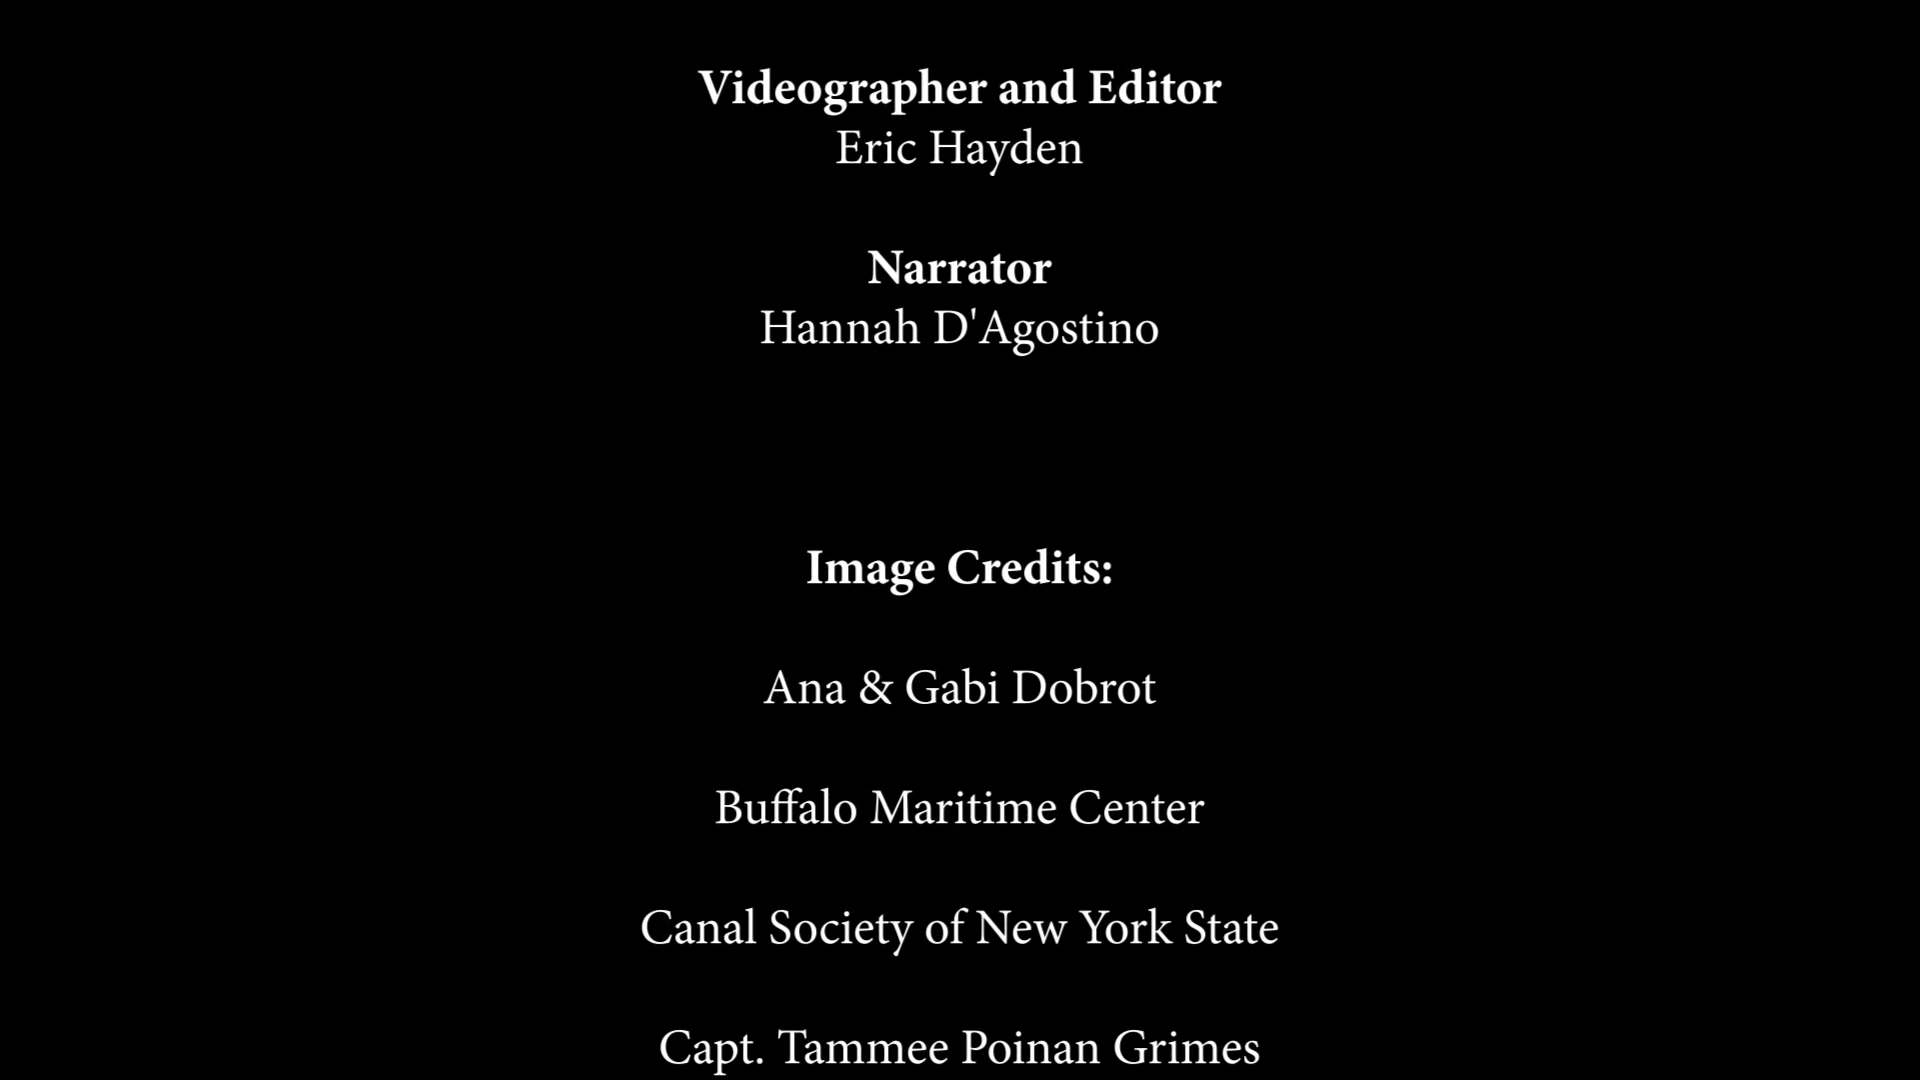 Videographer and Editor
Eric Hayden
Narrator
Hannah D'Agostino
Image Credits:
Ana & Gabi Dobrot
Buffalo Maritime Center
Canal Society of New York State
Capt. Tammee Poinan Grimes